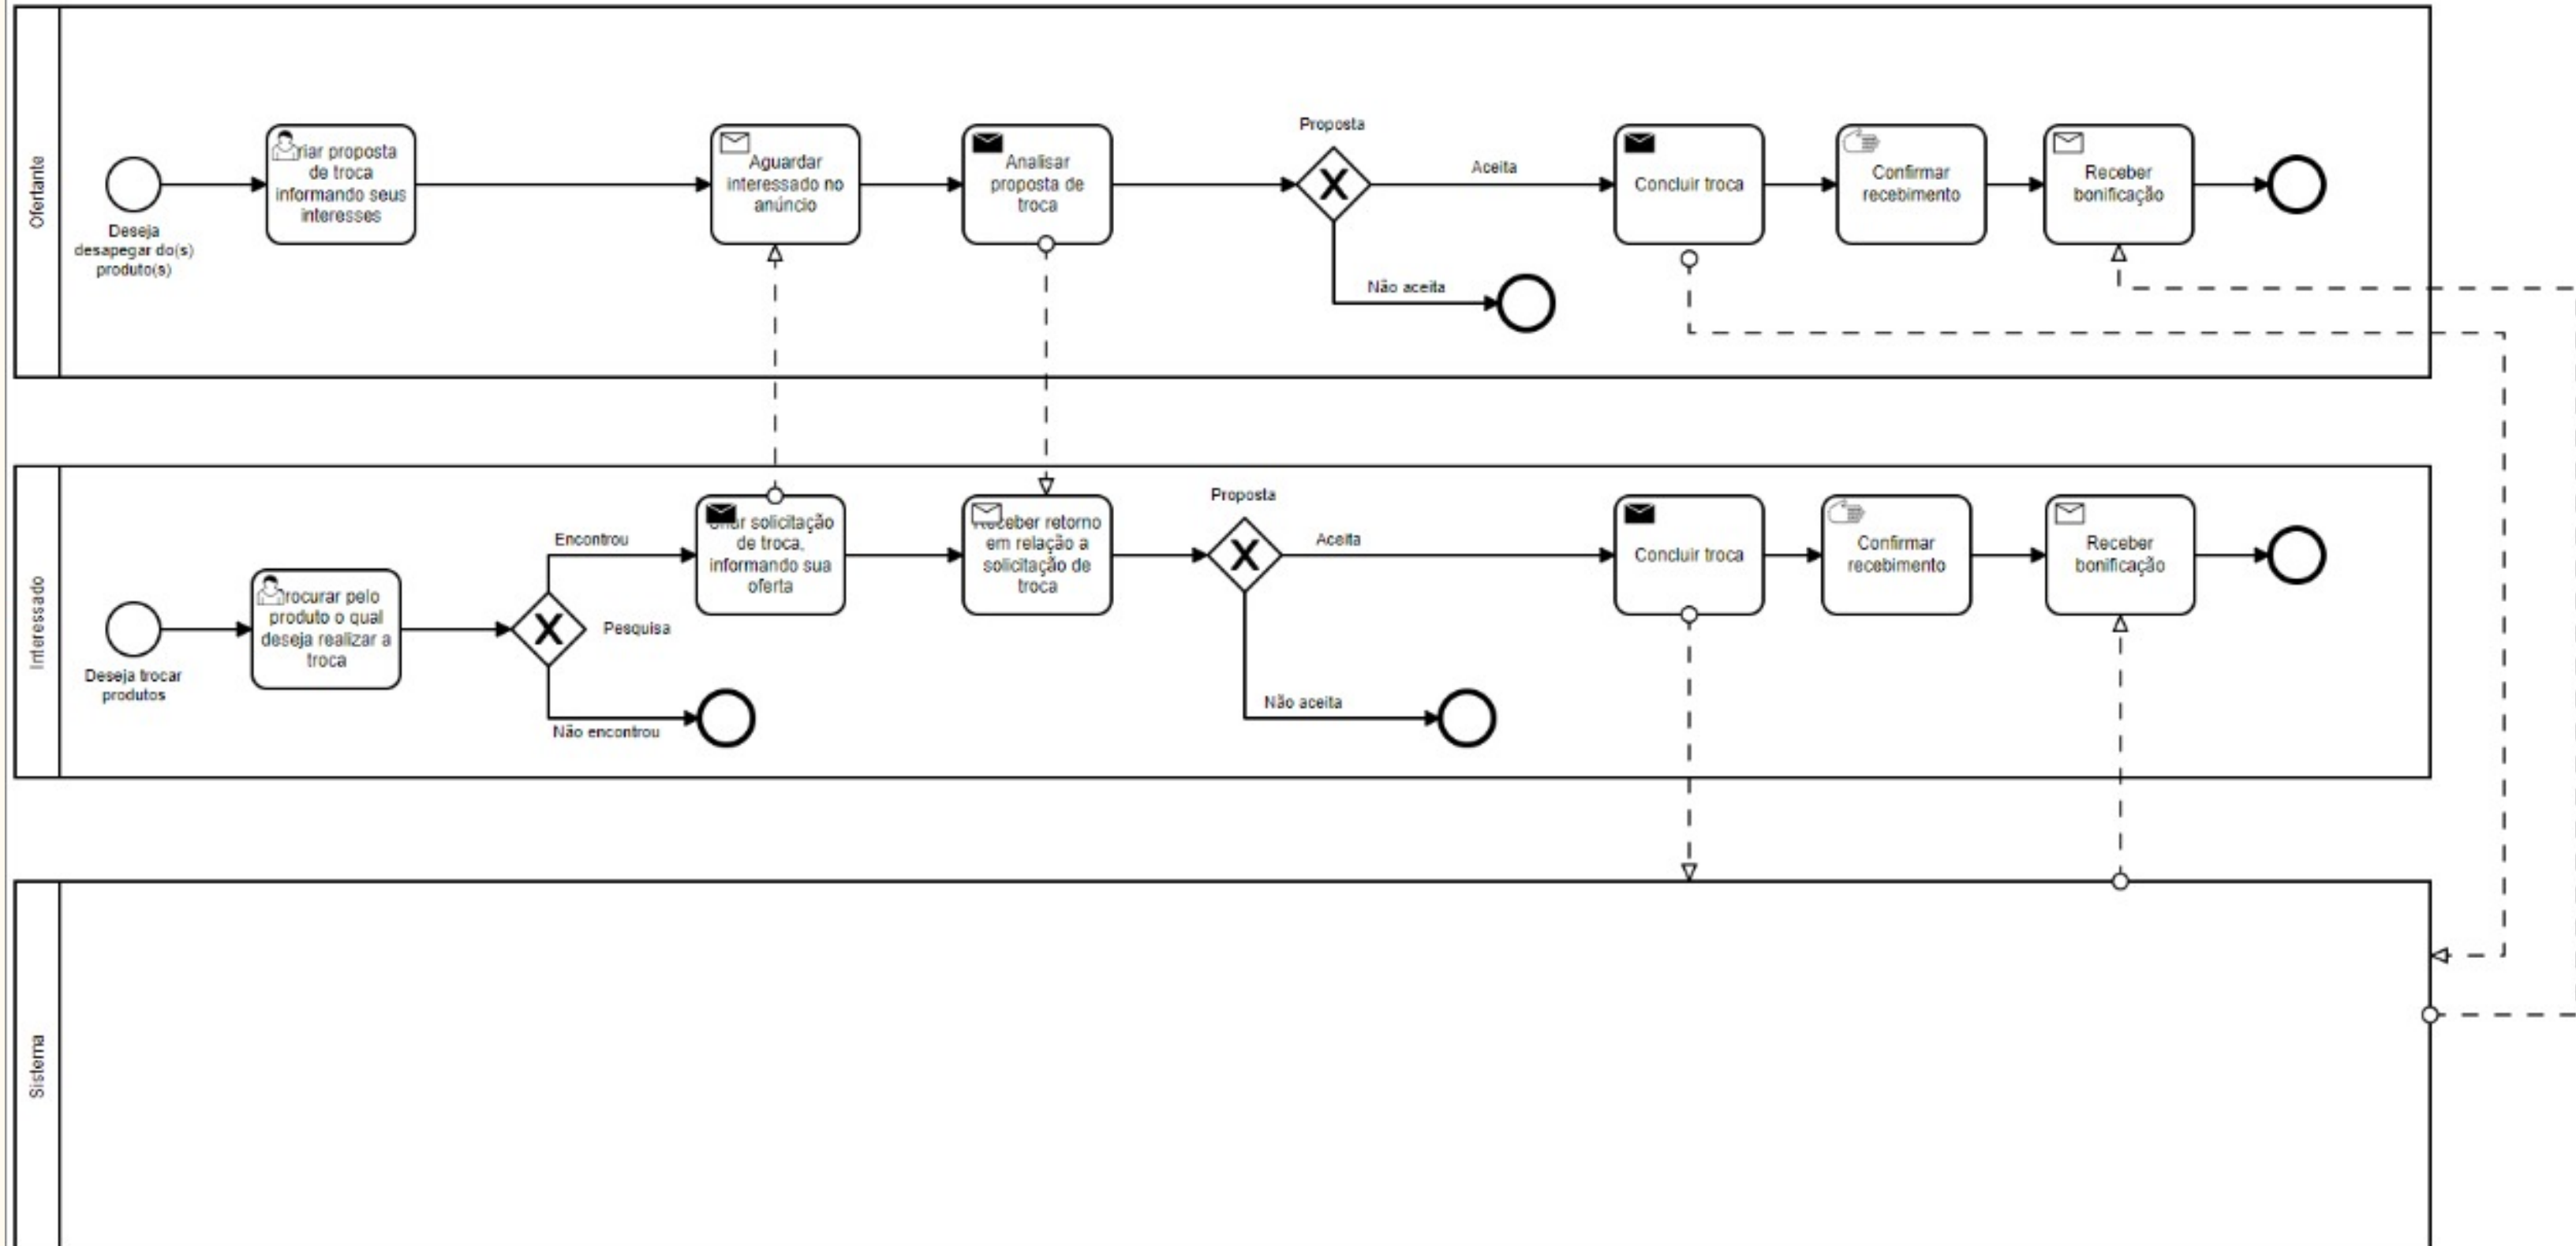 Ofertante
Deseja
desapegar do(s)
produto(s)
riar proposta
de troca
informando seus
interesses
Aguardar
interessado no
anúncio
Analisar
proposta de
troca
Proposta
Aceita
Não aceita
Concluir troca
Confirmar
recebimento
Receber
bonificação
Interessado
Deseja trocar
produtos
rocurar pelo
produto o qual
deseja realizar a
troca
Encontrou
Pesquisa
Não encontrou
solicitação
de troca,
informando sua
oferta
Receber retorno
em relação a
solicitação de
troca
Proposta
Aceita
Não aceita
Concluir troca
Confirmar
recebimento
Receber
bonificação
Sistema